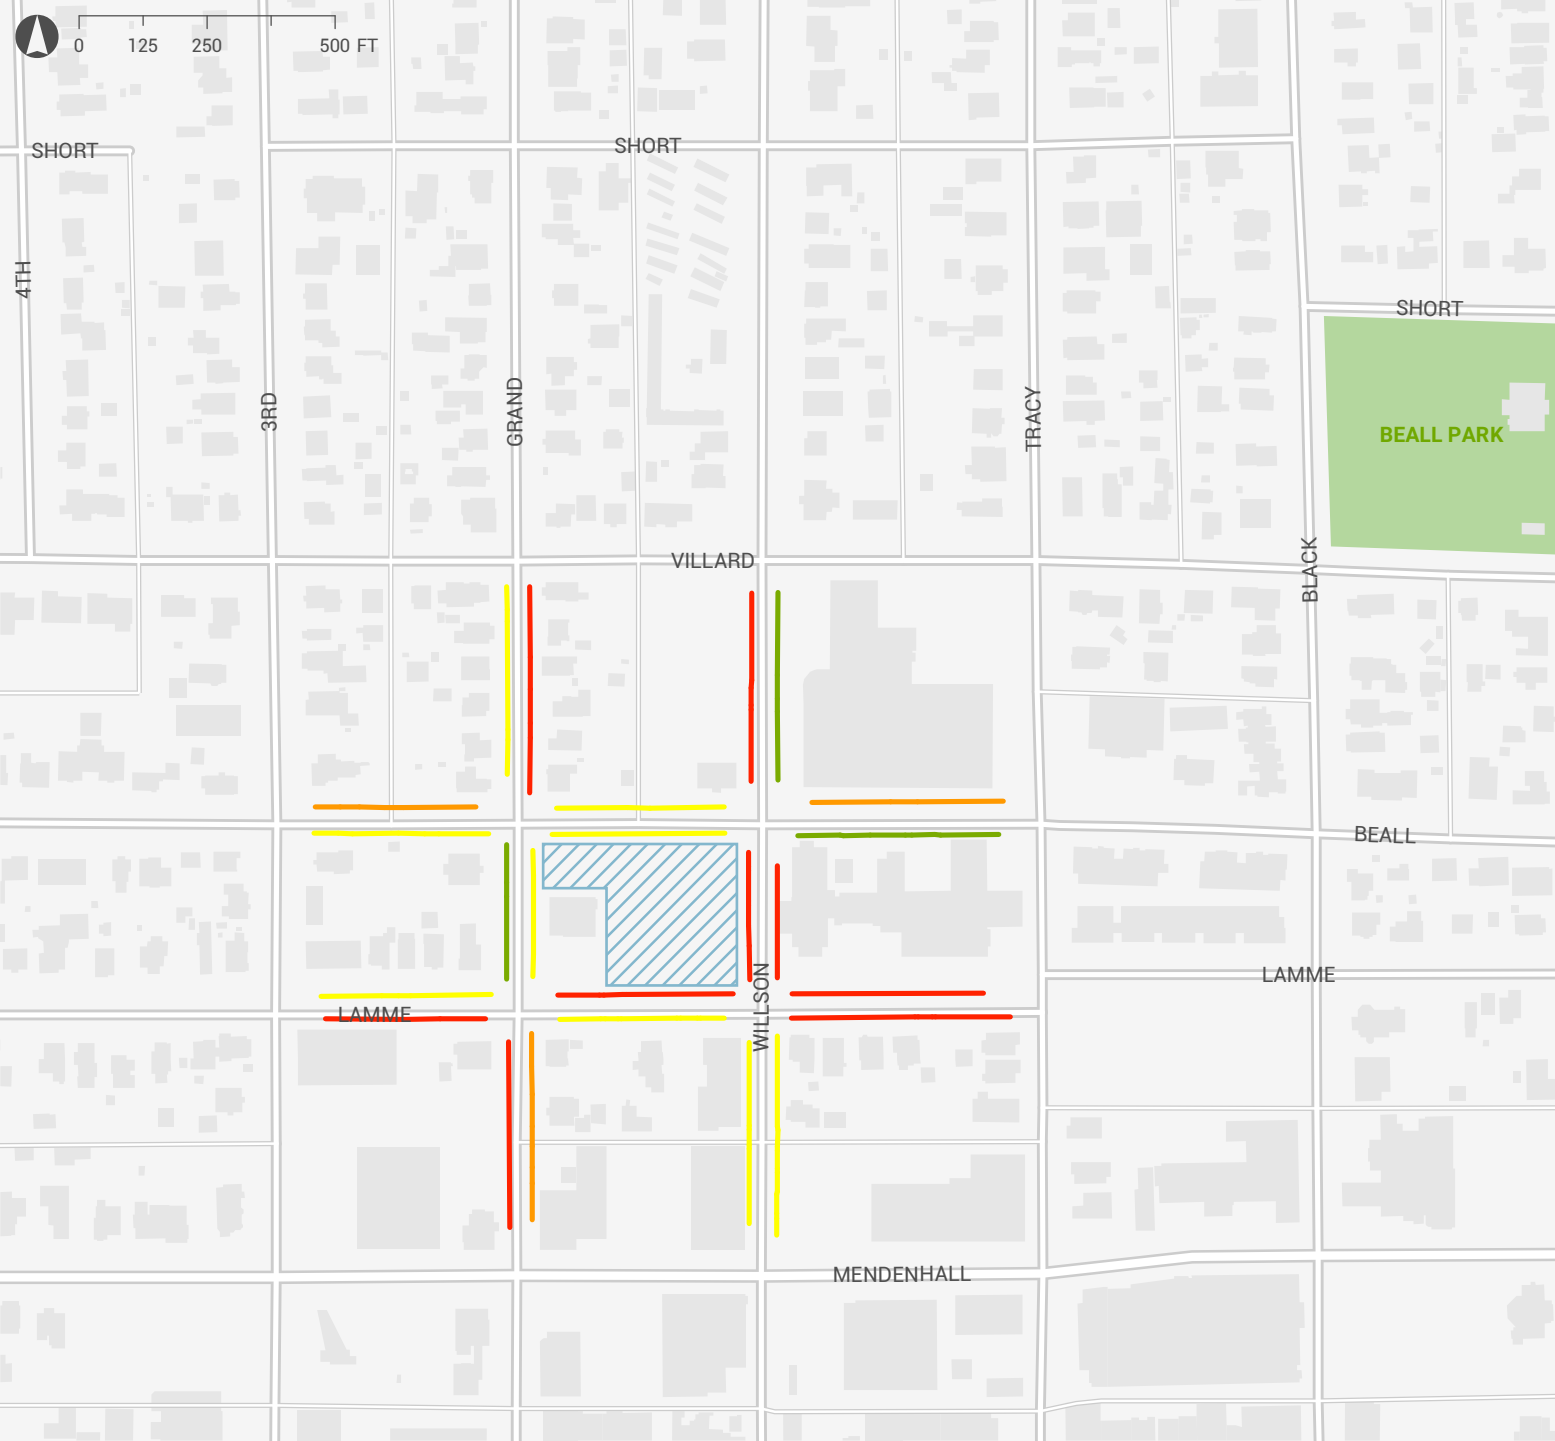 0 125 250 500 FT
SHORT
SHORT
4TH
SHORT
3RD
GRAND
TRACY
BEALL PARK
VILLARD
BLACK
BEALL
LAMME
WILLSON
LAMME
MENDENHALL